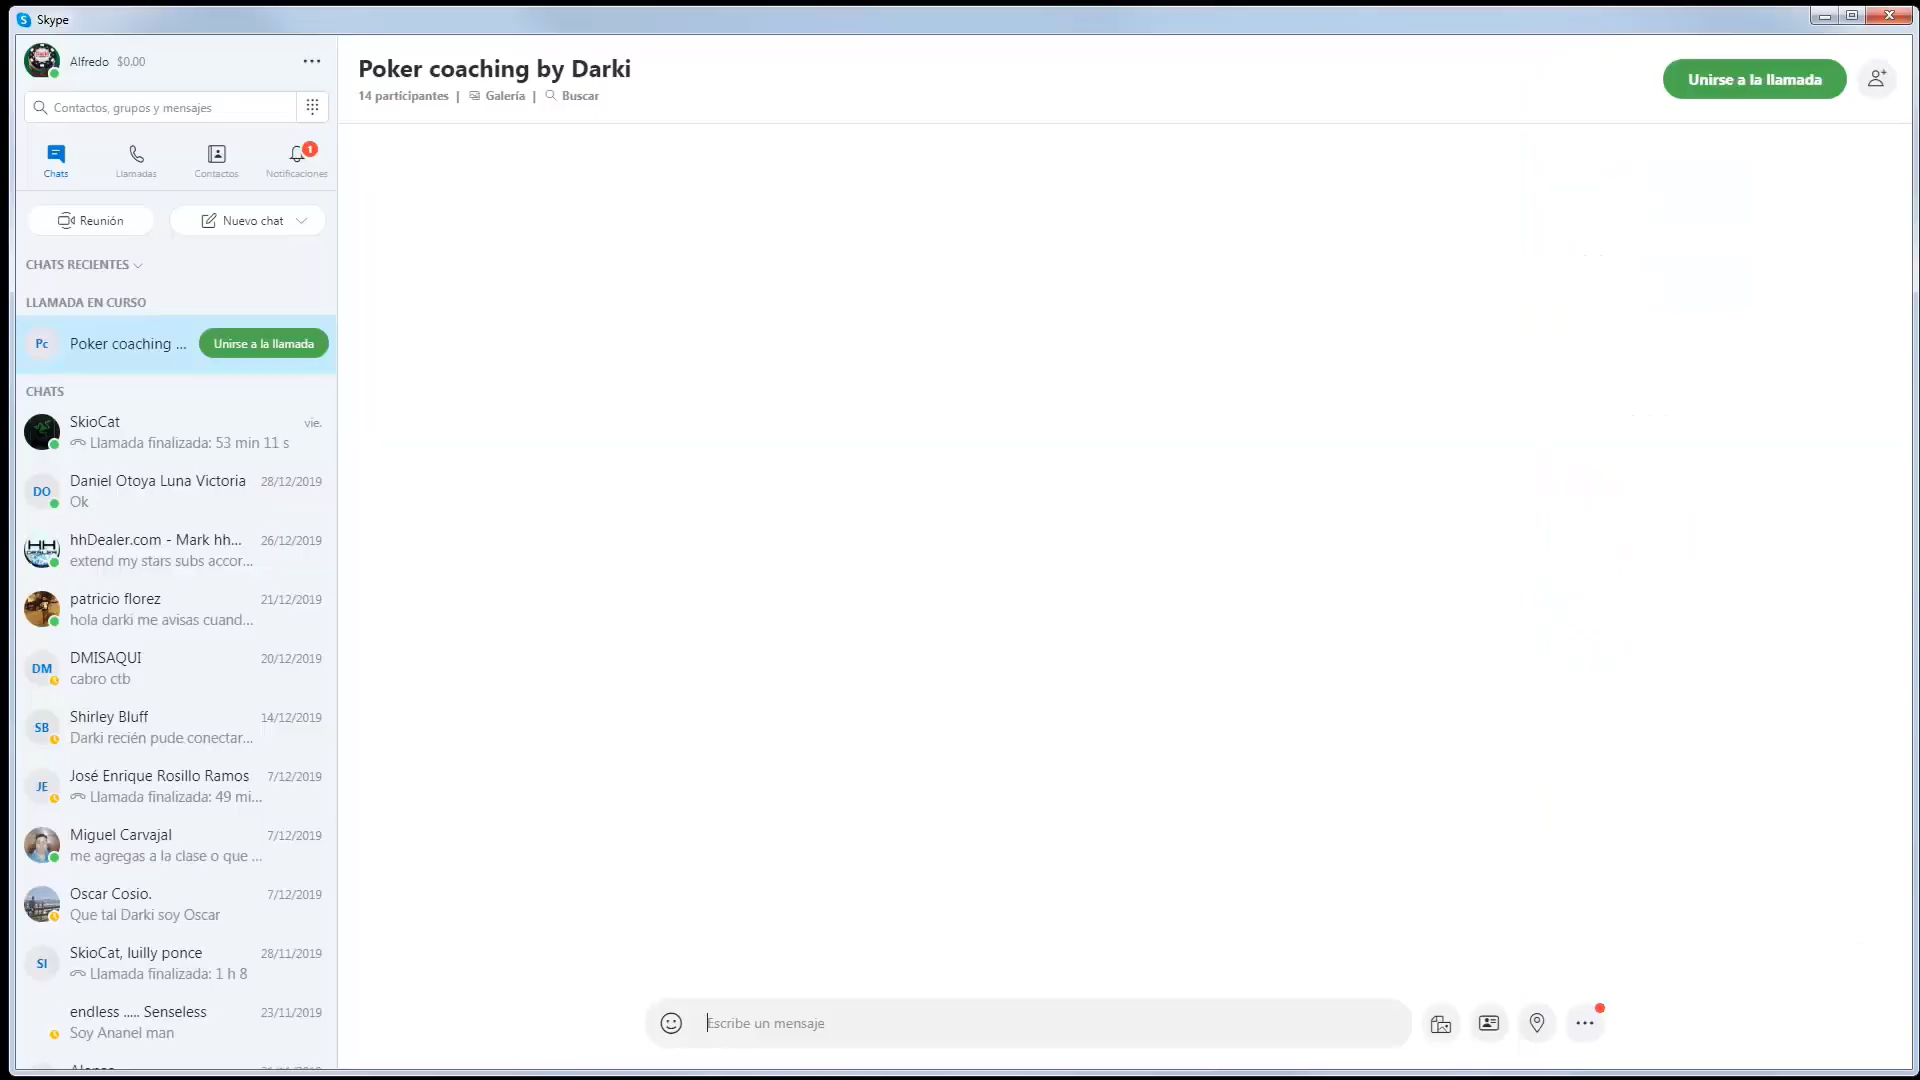 Skype
Alfredo $0.00
Contactos, grupos y mensajes
Chats
Llamadas
Contactos
Notificaciones
1
Reunión
Nuevo chat
CHATS RECIENTES
LLAMADA EN CURSO
Pc
Poker coaching ...
Unirse a la llamada
CHATS
SkioCat vie.
Llamada finalizada: 53 min 11 s
DO
Daniel Otoya Luna Victoria 28/12/2019
Ok
HH
hhDealer.com - Mark hh... 26/12/2019
extend my stars subs accor...
patricio florez 21/12/2019
hola darki me avisas cuand...
DM
DMISAQUI 20/12/2019
cabro ctb
SB
Shirley Bluff 14/12/2019
Darki recién pude conectar...
JE
José Enrique Rosillo Ramos 7/12/2019
Llamada finalizada: 49 mi...
Miguel Carvajal 7/12/2019
me agregas a la clase o que ...
Oscar Cosio. 7/12/2019
Que tal Darki soy Oscar
SI
SkioCat, luilly ponce 28/11/2019
Llamada finalizada: 1 h 8
endless ..... Senseless 23/11/2019
Soy Ananel man
Poker coaching by Darki
14 participantes | Galería | Buscar
Unirse a la llamada
Escribe un mensaje